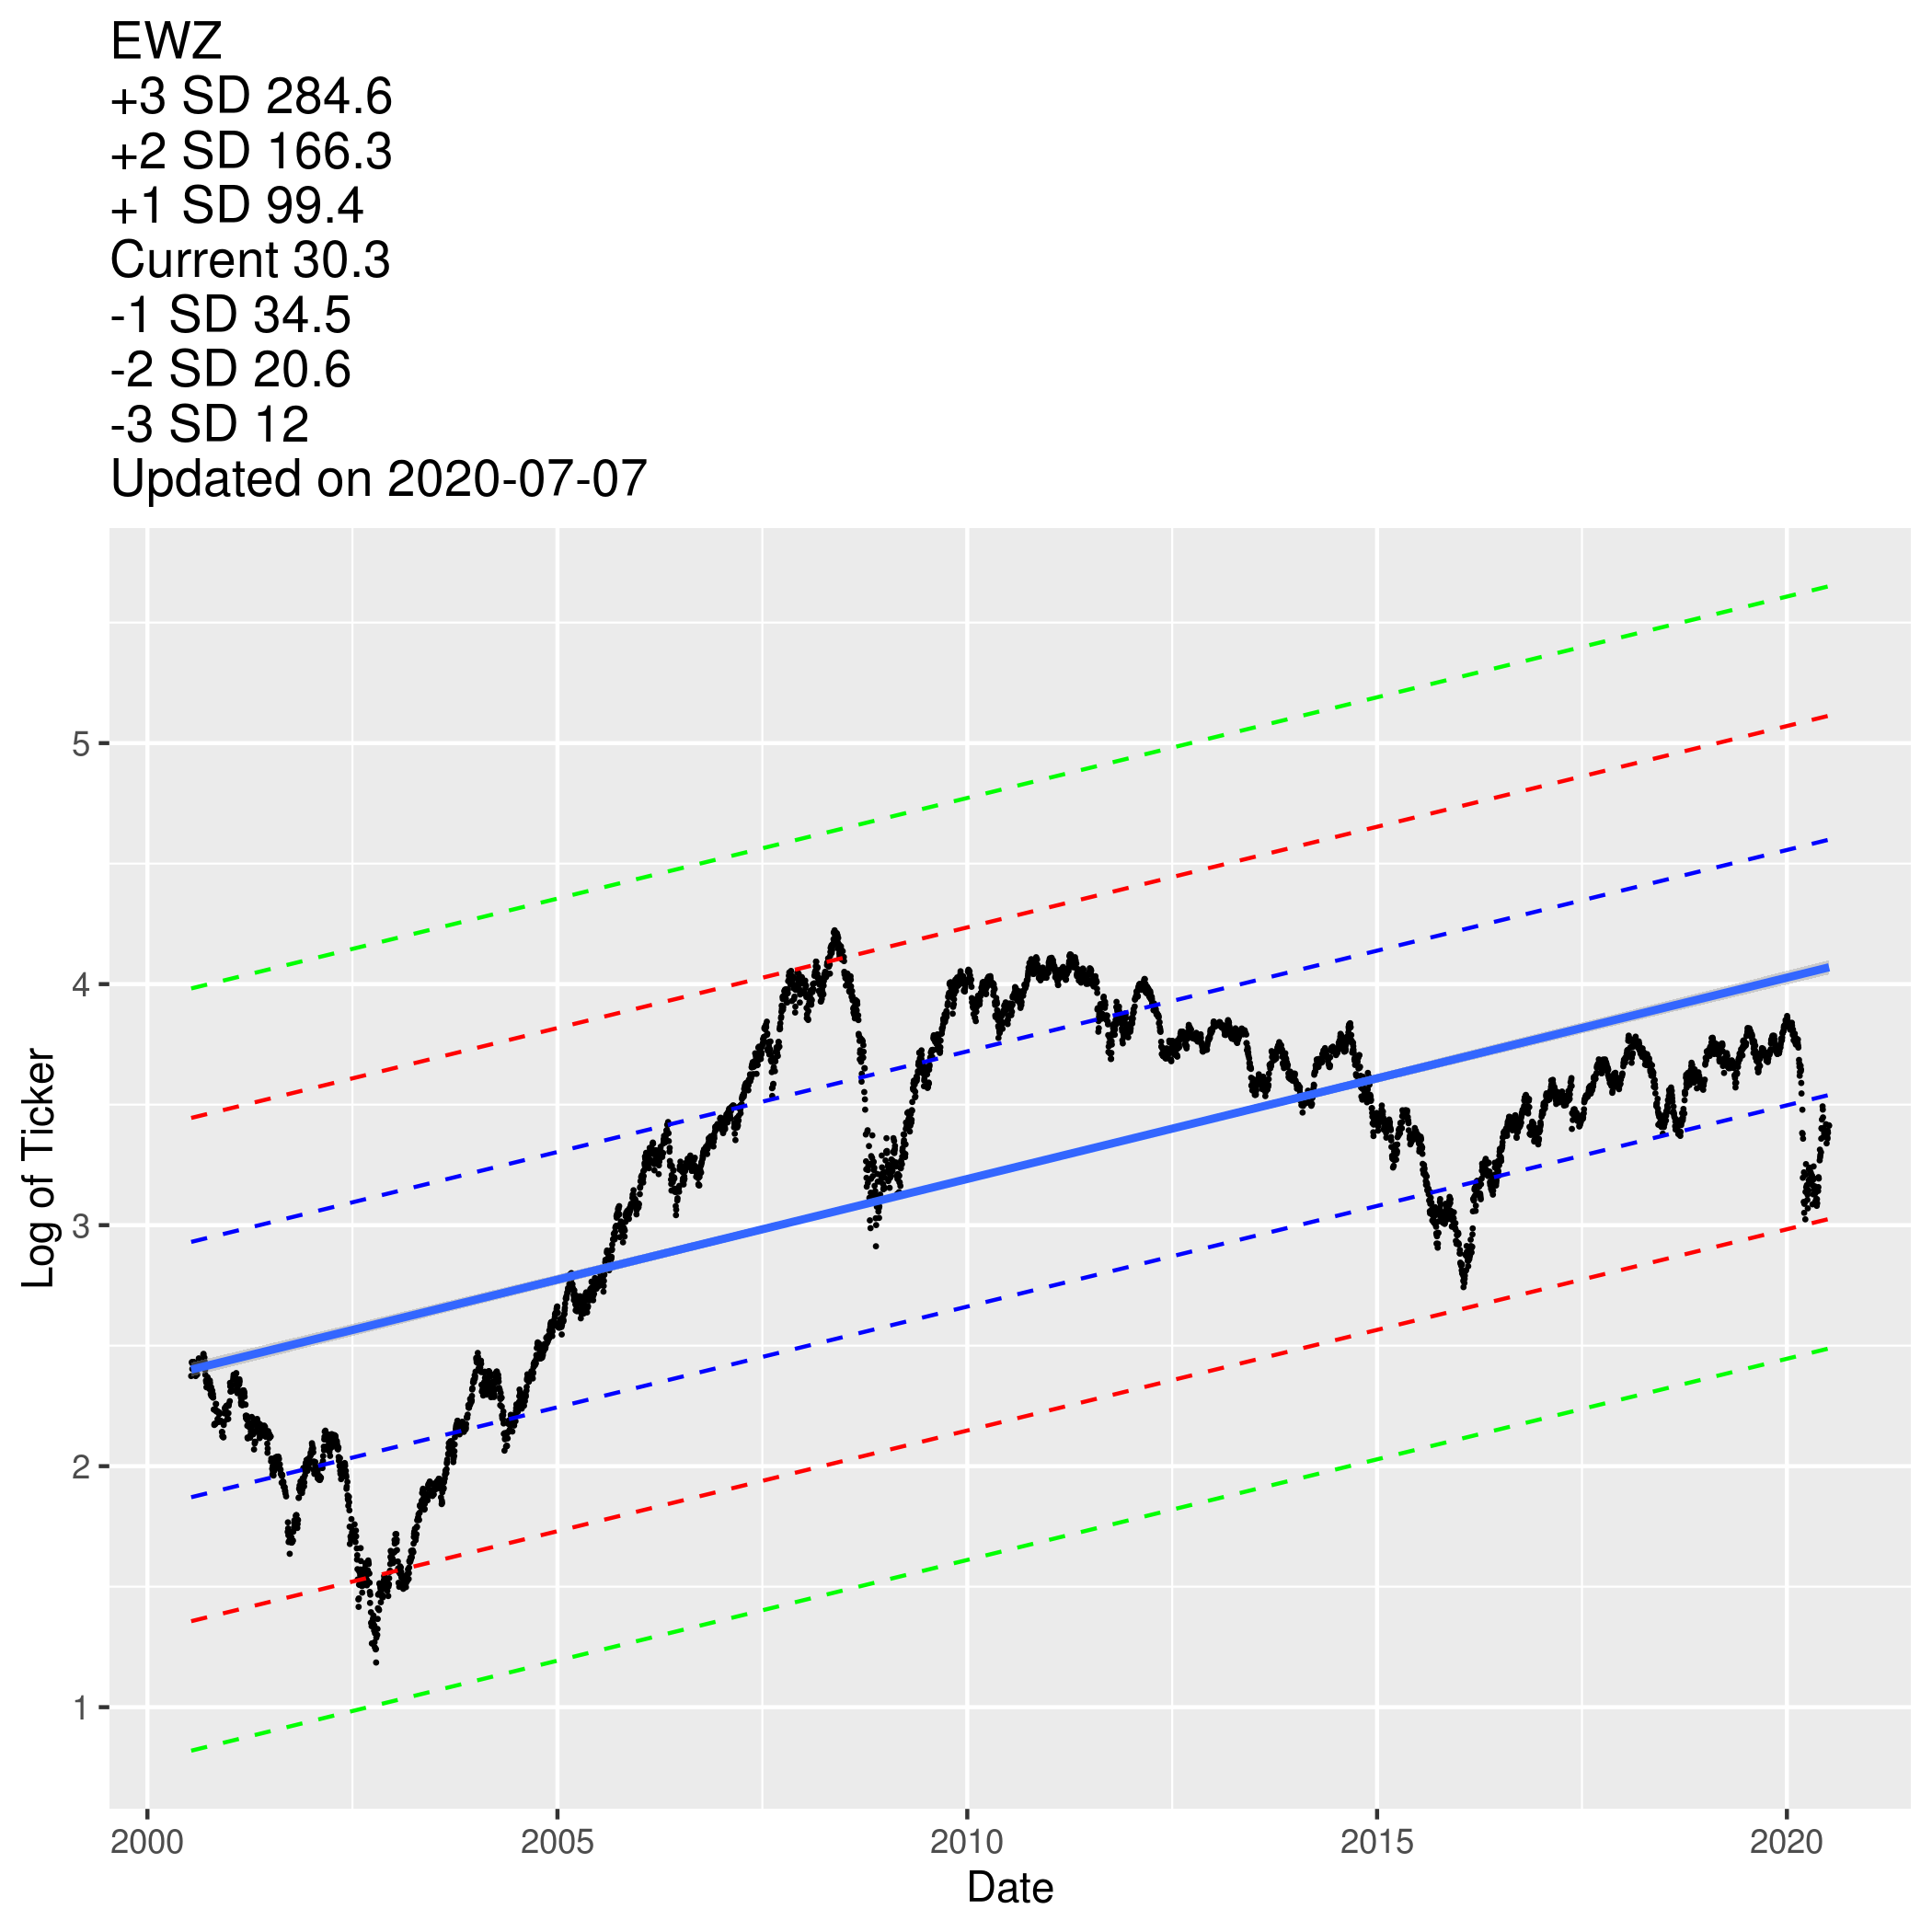 EWZ
+3 SD 284.6
+2 SD 166.3
+1 SD 99.4
Current 30.3
-1 SD 34.5
-2 SD 20.6
-3 SD 12
Updated on 2020-07-07
Log of Ticker
5
4
3
2
1
2000 2005 2010 2015 2020
Date